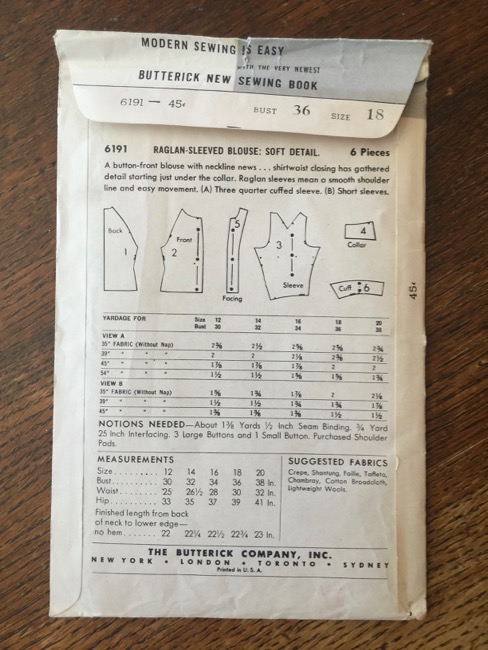 MODERN SEWING IS EASY
WITH THE VERY NEWEST
BUTTERICK NEW SEWING BOOK
6191 — 45¢ BUST 36 SIZE 18
6191 RAGLAN-SLEEVED BLOUSE: SOFT DETAIL. 6 Pieces
A button-front blouse with neckline news . . . shirtwaist closing has gathered
detail starting just under the collar. Raglan sleeves mean a smooth shoulder
line and easy movement. (A) Three quarter cuffed sleeve. (B) Short sleeves.
Back 1
Front 2
5 Facing
3 Sleeve
4 Collar
Cuff 6
45¢
YARDAGE FOR Size 12 14 16 18 20
Bust 30 32 34 36 38
VIEW A
35" FABRIC (Without Nap)
39" " " "
45" " " "
54" " " "
VIEW B
35" FABRIC (Without Nap)
39" " " "
45" " " "
NOTIONS NEEDED—About 1⅜ Yards ½ Inch Seam Binding. ¾ Yard
25 Inch Interfacing. 3 Large Buttons and 1 Small Button. Purchased Shoulder
Pads.
MEASUREMENTS
Size.......... 12 14 16 18 20
Bust.......... 30 32 34 36 38 In.
Waist......... 25 26½ 28 30 32 In.
Hip........... 33 35 37 39 41 In.
Finished length from back
of neck to lower edge—
no hem....... 22 22¼ 22½ 22¾ 23 In.
SUGGESTED FABRICS
Crepe, Shantung, Faille, Taffeta,
Chambray, Cotton Broadcloth,
Lightweight Wools.
THE BUTTERICK COMPANY, INC.
NEW YORK • LONDON • TORONTO • SYDNEY
Printed in U.S.A.